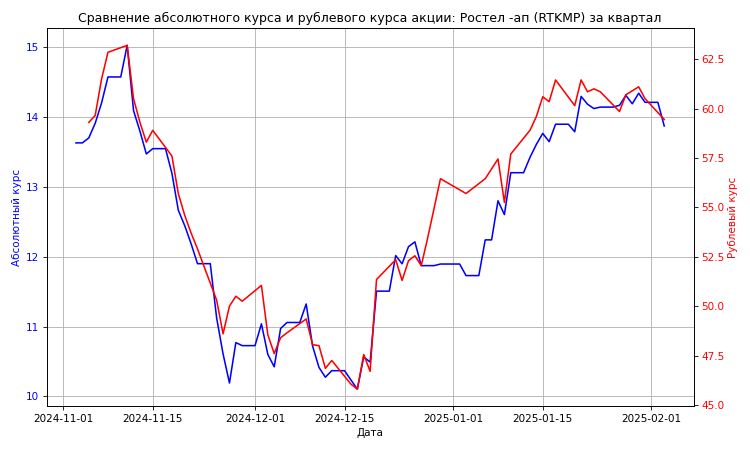 Сравнение абсолютного курса и рублевого курса акции: Ростел -ап (RTKMP) за квартал
15
14
13
12
11
10
Абсолютный курс
62.5
60.0
57.5
55.0
52.5
50.0
47.5
45.0
Рублевый курс
2024-11-01 2024-11-15 2024-12-01 2024-12-15 2025-01-01 2025-01-15 2025-02-01
Дата